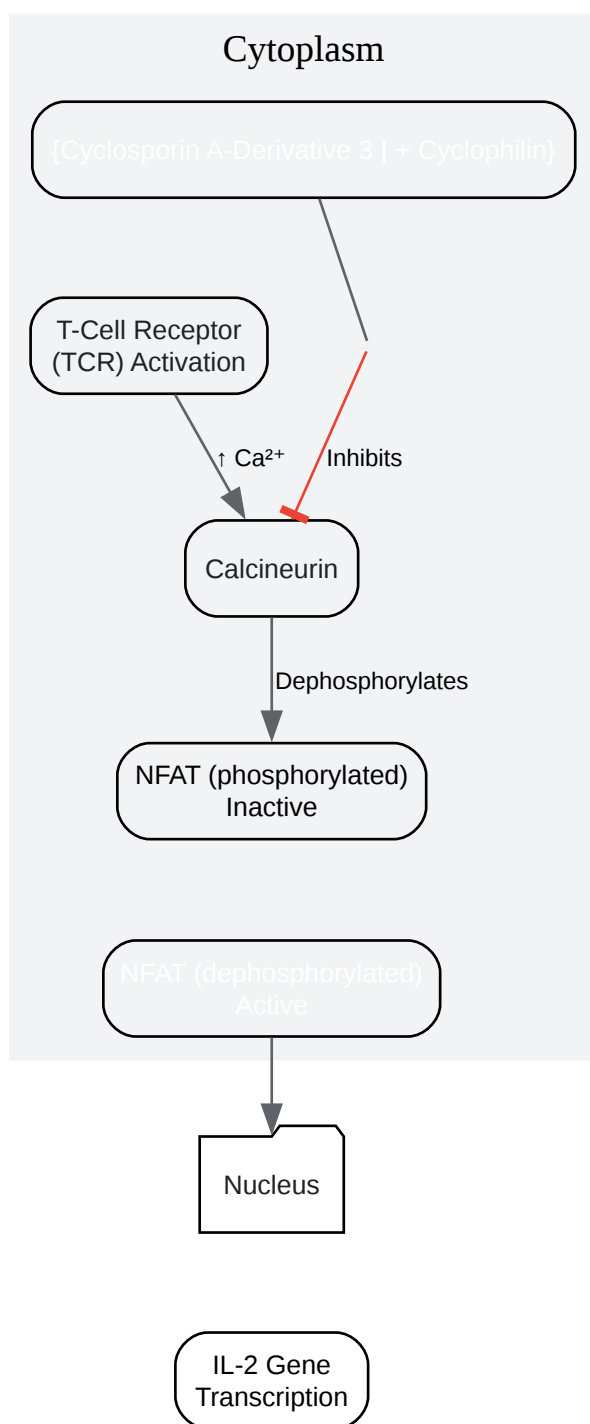 Cytoplasm
{Cyclosporin A-Derivative 3 | + Cyclophilin}
T-Cell Receptor
(TCR) Activation
↑ Ca²⁺
Inhibits
Calcineurin
Dephosphorylates
NFAT (phosphorylated)
Inactive
NFAT (dephosphorylated)
Active
Nucleus
IL-2 Gene
Transcription